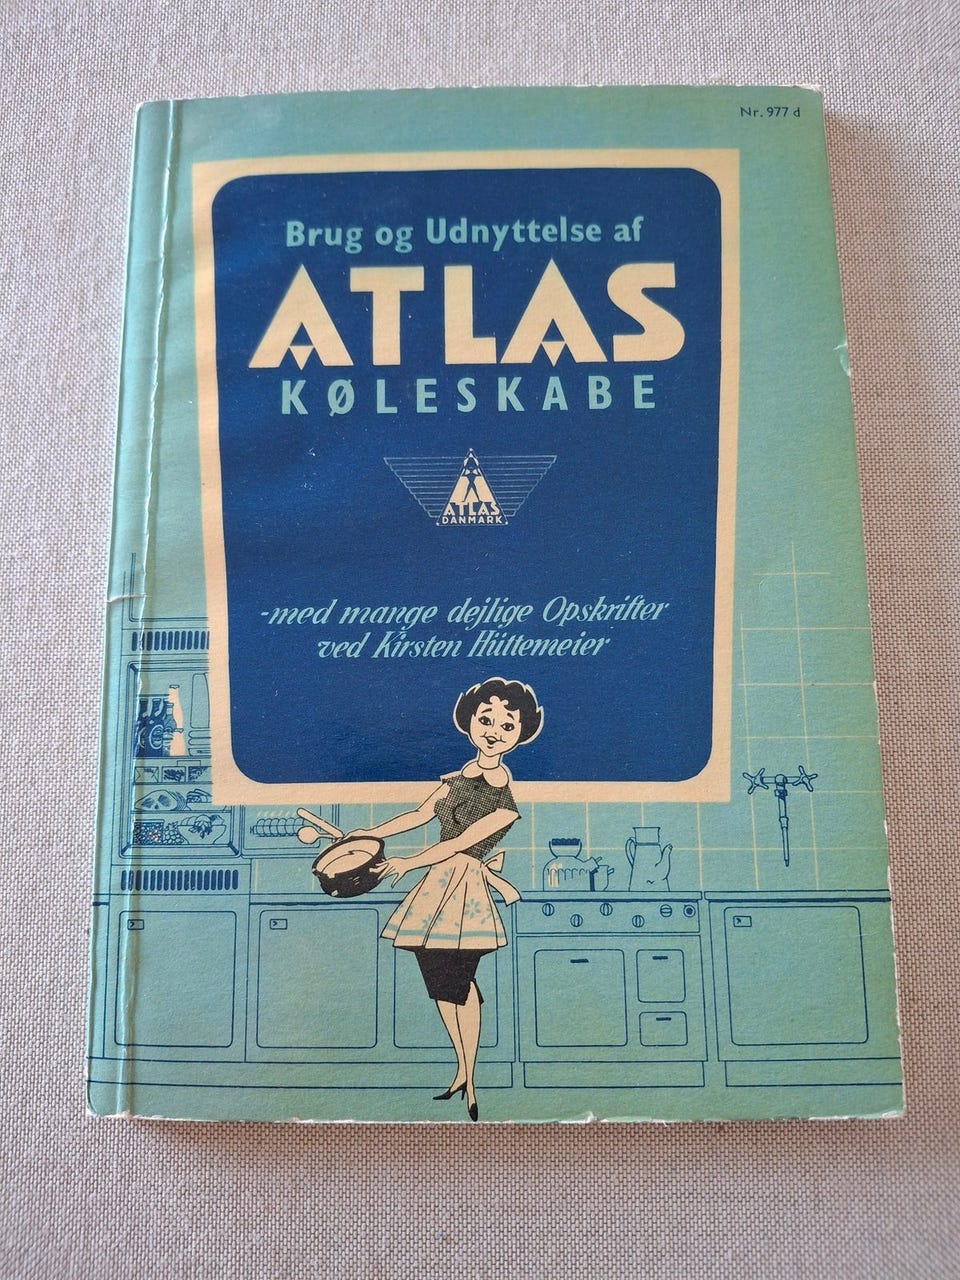 Nr. 977 d
Brug og Udnyttelse af
ATLAS
KØLESKABE
ATLAS
DANMARK
-med mange dejlige Opskrifter
ved Kirsten Hüttemeier